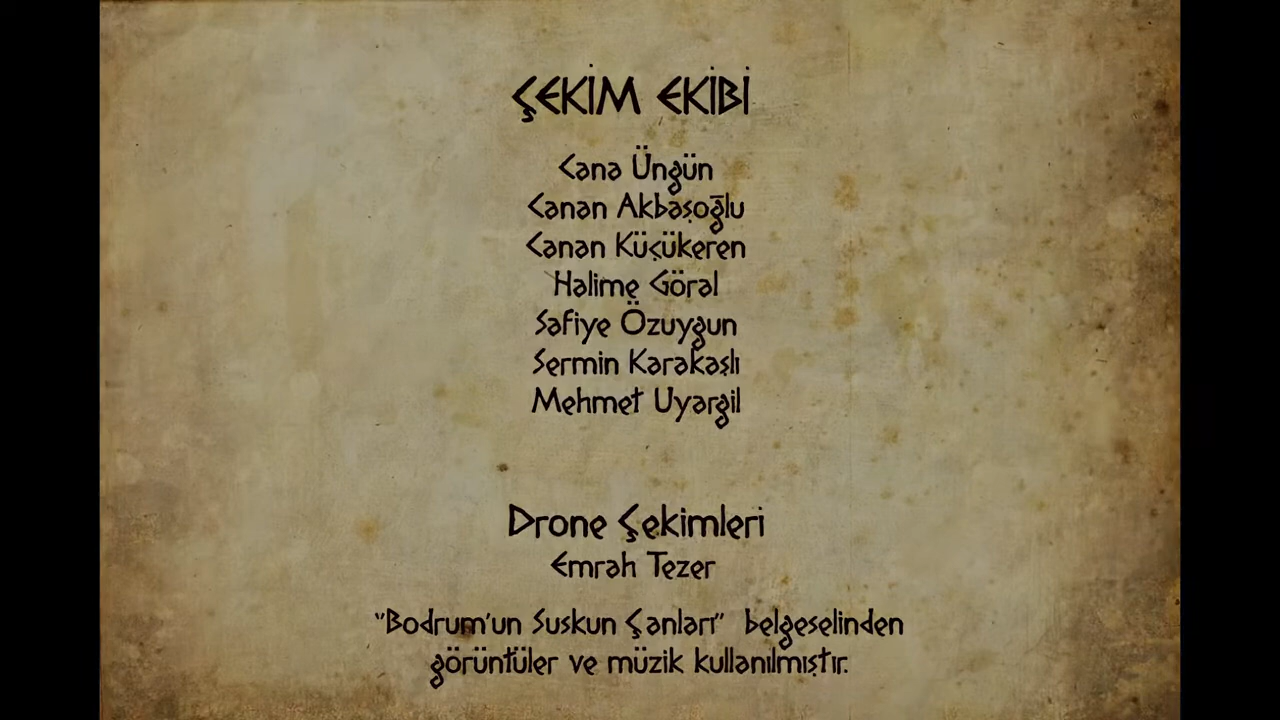 ÇEKİM EKİBİ
Cana Üngün
Canan Akbaşoğlu
Canan Küçükeren
Halime Göral
Safiye Özuygun
Sermin Karakaşlı
Mehmet Uyargil
Drone Çekimleri
Emrah Tezer
"Bodrum'un Suskun Çanları" belgeselinden
görüntüler ve müzik kullanılmıştır.